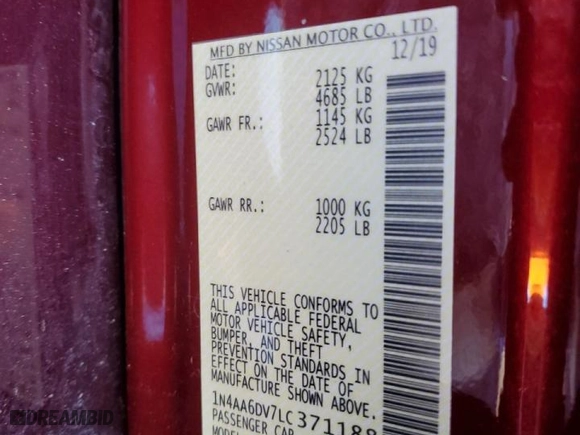 MFD BY NISSAN MOTOR CO., LTD.
DATE: 12/19
GVWR: 2125 KG
4685 LB
GAWR FR.: 1145 KG
2524 LB
GAWR RR.: 1000 KG
2205 LB
THIS VEHICLE CONFORMS TO
ALL APPLICABLE FEDERAL
MOTOR VEHICLE SAFETY,
BUMPER, AND THEFT
PREVENTION STANDARDS IN
EFFECT ON THE DATE OF
MANUFACTURE SHOWN ABOVE.
1N4AA6DV7LC371188
PASSENGER CAR
DREAMBID